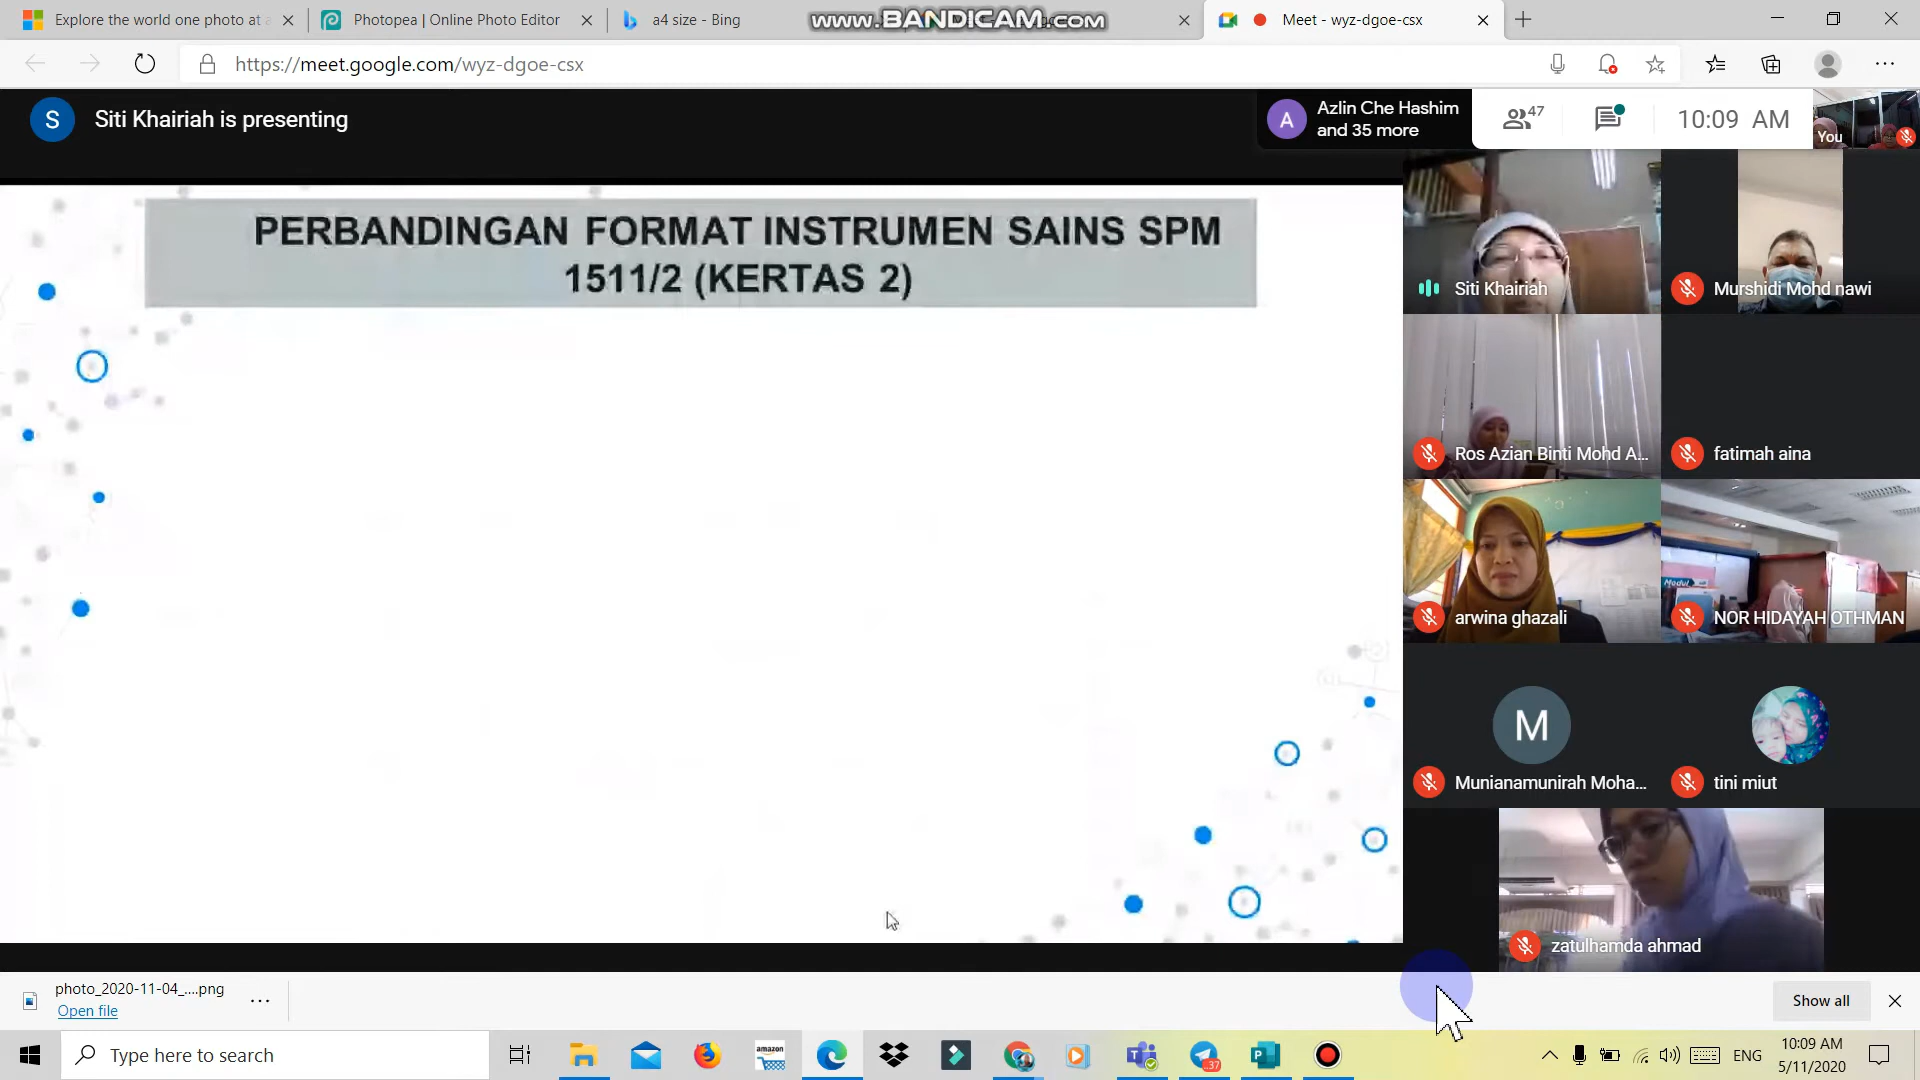 Explore the world one photo at a
Photopea | Online Photo Editor
a4 size - Bing
www.BANDICAM.com
Meet - wyz-dgoe-csx
https://meet.google.com/wyz-dgoe-csx
S
Siti Khairiah is presenting
A
Azlin Che Hashim
and 35 more
47
10:09 AM
You
PERBANDINGAN FORMAT INSTRUMEN SAINS SPM
1511/2 (KERTAS 2)
Siti Khairiah
Murshidi Mohd nawi
Ros Azian Binti Mohd A...
fatimah aina
Modul
arwina ghazali
NOR HIDAYAH OTHMAN
M
Munianamunirah Moha...
tini miut
zatulhamda ahmad
photo_2020-11-04_....png
Open file
Show all
Type here to search
amazon
37
ENG
10:09 AM
5/11/2020